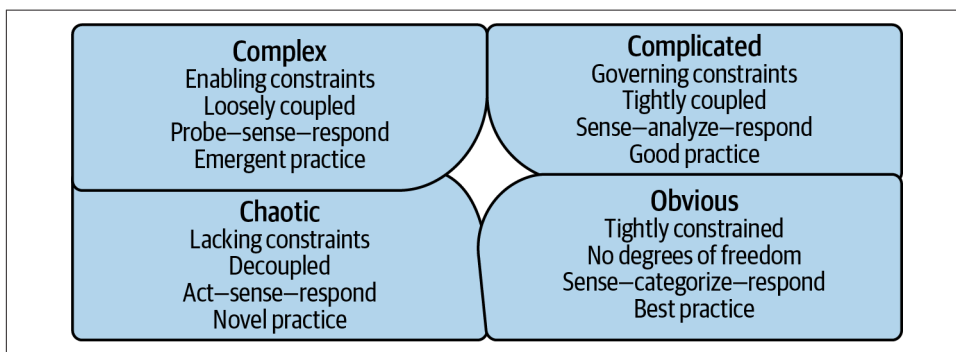 Complex
Enabling constraints
Loosely coupled
Probe–sense–respond
Emergent practice
Complicated
Governing constraints
Tightly coupled
Sense–analyze–respond
Good practice
Chaotic
Lacking constraints
Decoupled
Act–sense–respond
Novel practice
Obvious
Tightly constrained
No degrees of freedom
Sense–categorize–respond
Best practice